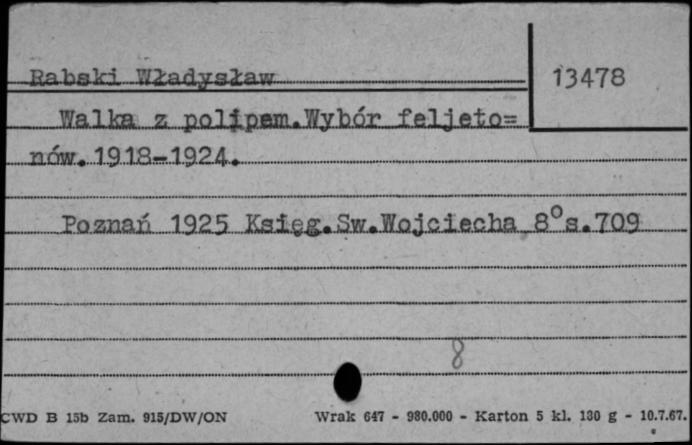 Rabski Władysław
13478
Walka z polipem.Wybór feljeto=
nów.1918-1924.
Poznań 1925 Księg.Sw.Wojciecha 8°s.709
8
CWD B 15b Zam. 915/DW/ON
Wrak 647 - 980.000 - Karton 5 kl. 130 g - 10.7.67.